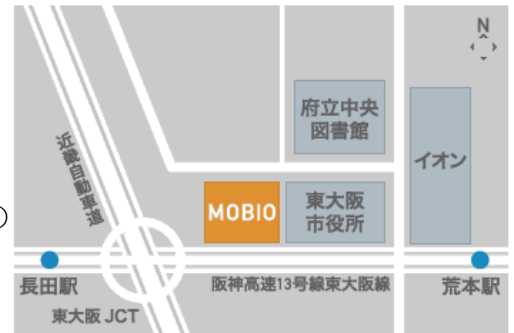 N
府立中央
図書館
イオン
近畿自動車道
MOBIO
東大阪
市役所
長田駅
阪神高速13号線東大阪線
荒本駅
東大阪 JCT